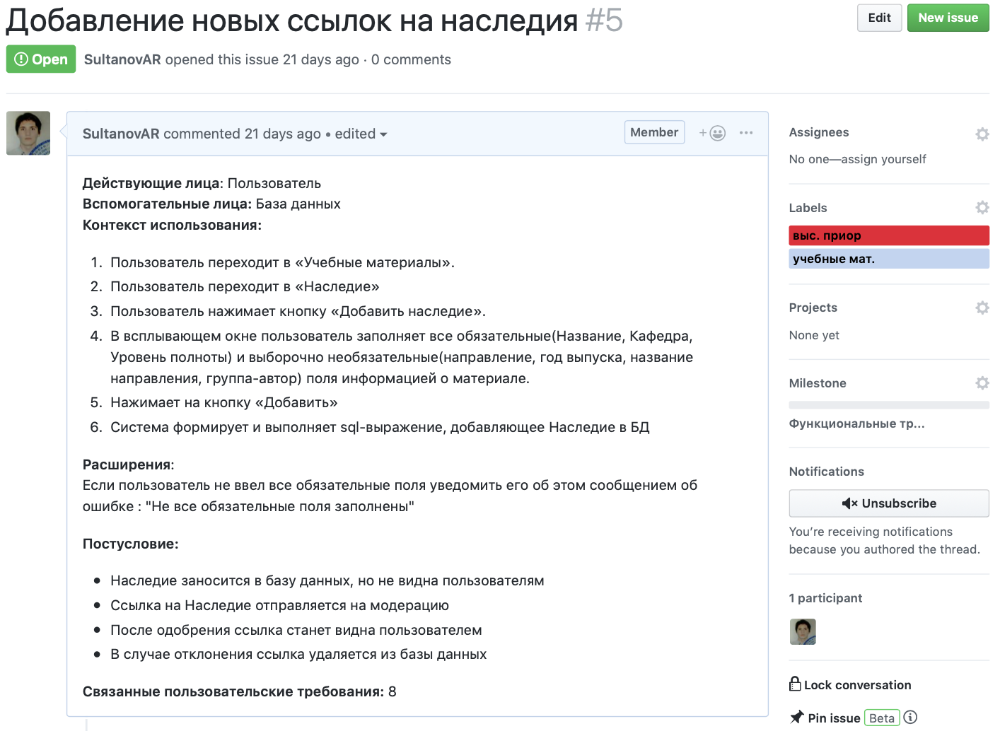 Добавление новых ссылок на наследия #5
Edit
New issue
Open
SultanovAR opened this issue 21 days ago · 0 comments
SultanovAR commented 21 days ago • edited
Member
Действующие лица: Пользователь
Вспомогательные лица: База данных
Контекст использования:
1. Пользователь переходит в «Учебные материалы».
2. Пользователь переходит в «Наследие»
3. Пользователь нажимает кнопку «Добавить наследие».
4. В всплывающем окне пользователь заполняет все обязательные(Название, Кафедра,
Уровень полноты) и выборочно необязательные(направление, год выпуска, название
направления, группа-автор) поля информацией о материале.
5. Нажимает на кнопку «Добавить»
6. Система формирует и выполняет sql-выражение, добавляющее Наследие в БД
Расширения:
Если пользователь не ввел все обязательные поля уведомить его об этом сообщением об
ошибке : "Не все обязательные поля заполнены"
Постусловие:
• Наследие заносится в базу данных, но не видна пользователям
• Ссылка на Наследие отправляется на модерацию
• После одобрения ссылка станет видна пользователем
• В случае отклонения ссылка удаляется из базы данных
Связанные пользовательские требования: 8
Assignees
No one—assign yourself
Labels
выс. приор
учебные мат.
Projects
None yet
Milestone
Функциональные тр...
Notifications
Unsubscribe
You’re receiving notifications
because you authored the thread.
1 participant
Lock conversation
Pin issue Beta